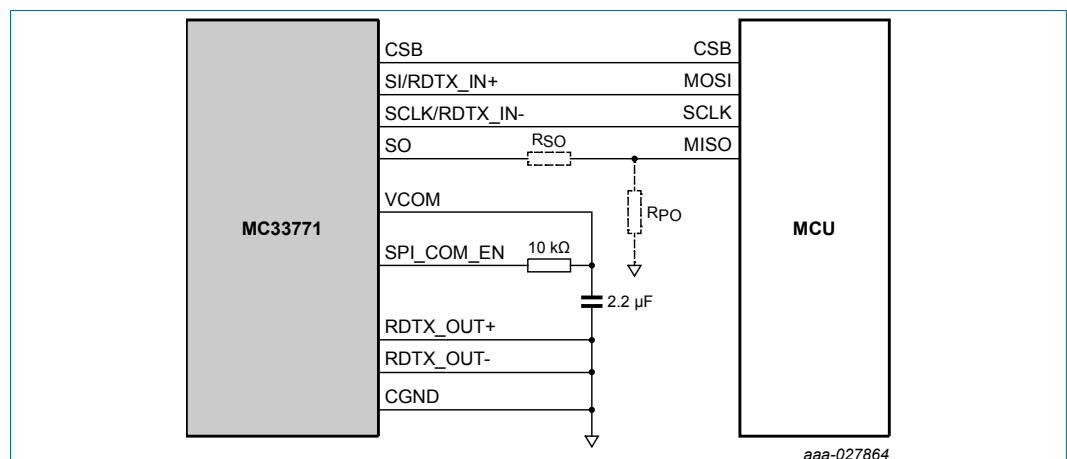 CSB CSB
SI/RDTX_IN+ MOSI
SCLK/RDTX_IN- SCLK
SO RSO MISO
VCOM RPO
MC33771 MCU
SPI_COM_EN 10 kΩ
2.2 µF
RDTX_OUT+
RDTX_OUT-
CGND
aaa-027864